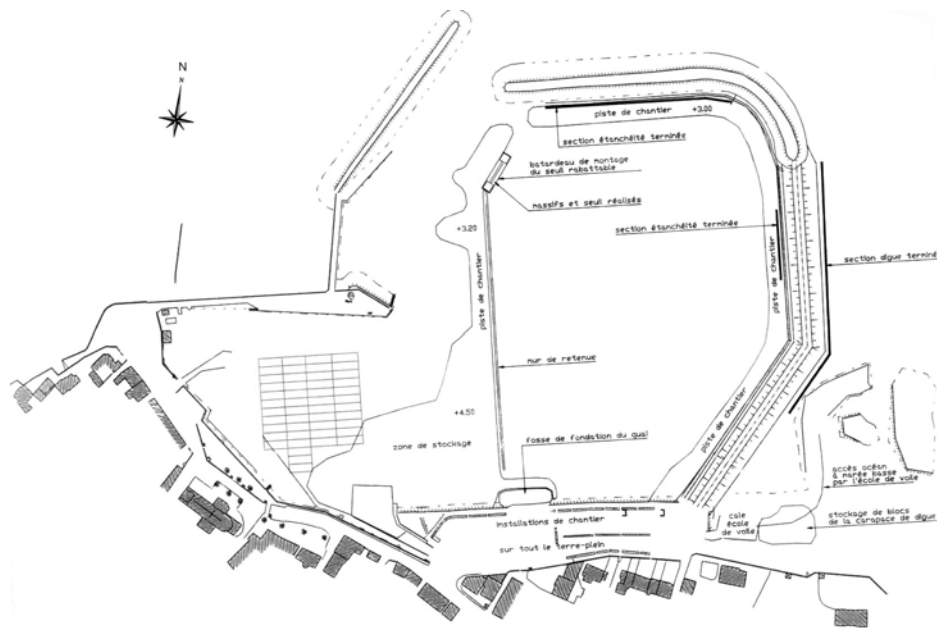 N
N
piste de chantier
+3.00
section étanchéité terminée
batardeau de montage
du seuil rabattable
massifs et seuil réalisés
+3.20
section étanchéité terminée
section digue terminé
piste de chantier
piste de chantier
mur de retenue
piste de chantier
+4.50
zone de stockage
fosse de fondation du quai
accès océan
à marée basse
par l'école de voile
installations de chantier
sur tout le terre-plein
cale
école
de voile
stockage de blocs
de la carapace de digue